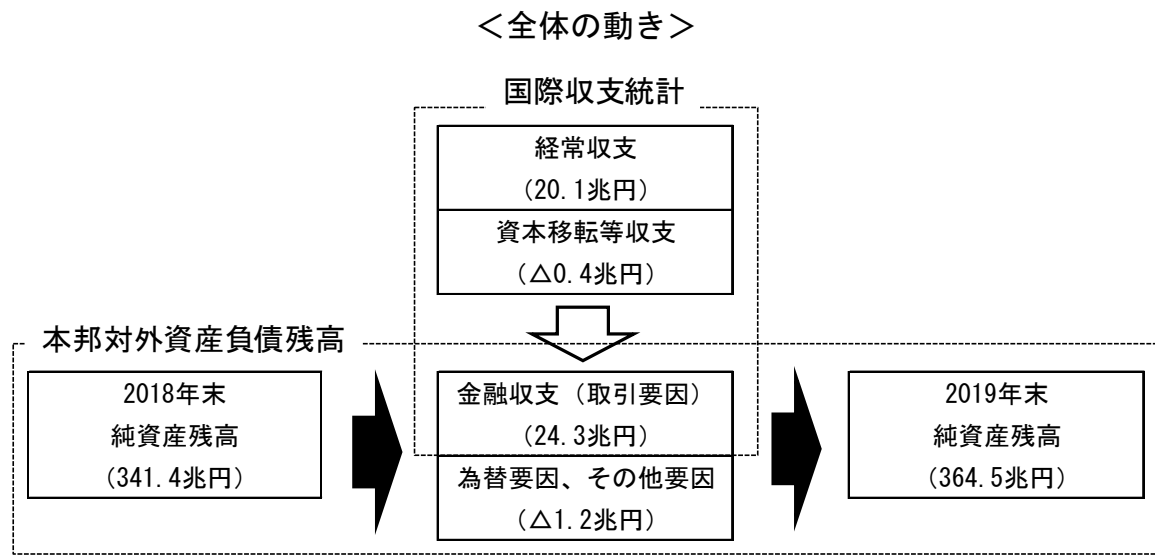 ＜全体の動き＞
国際収支統計
経常収支
（20.1兆円）
資本移転等収支
（△0.4兆円）
本邦対外資産負債残高
2018年末
純資産残高
（341.4兆円）
金融収支（取引要因）
（24.3兆円）
為替要因、その他要因
（△1.2兆円）
2019年末
純資産残高
（364.5兆円）